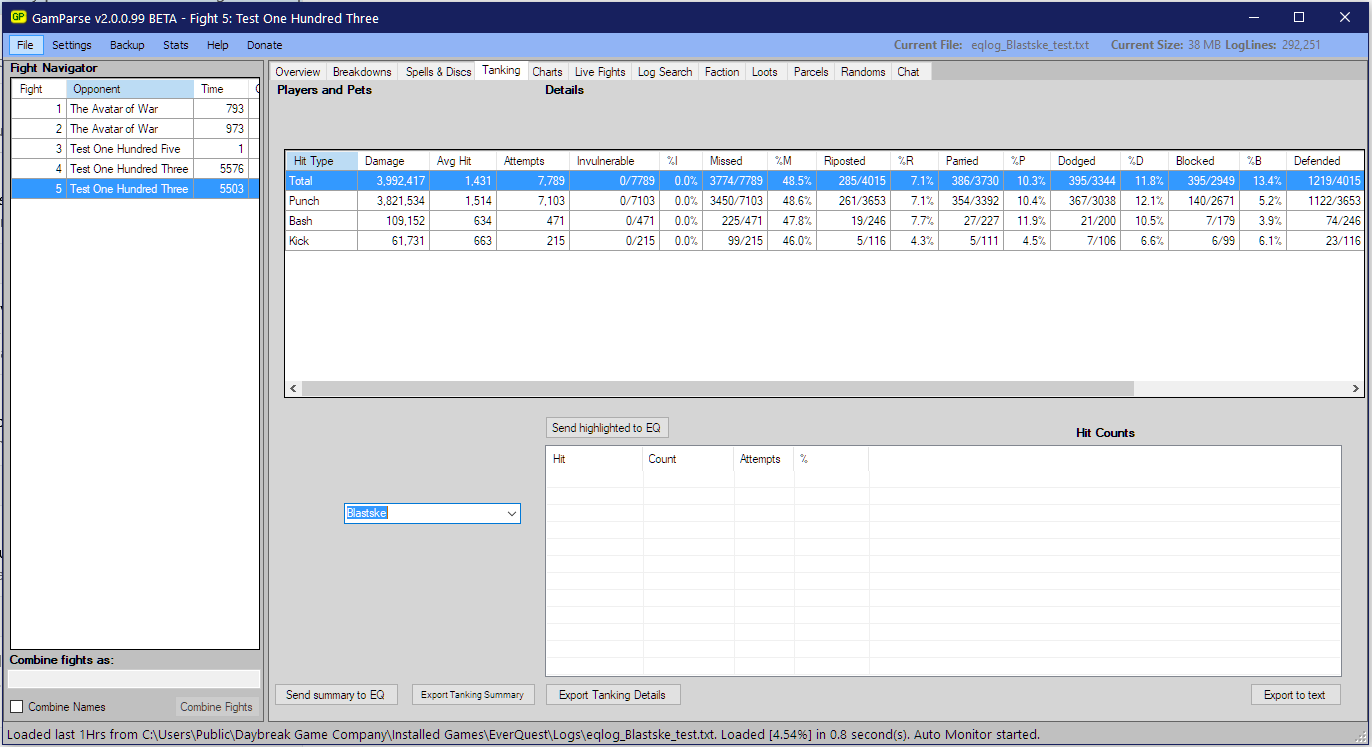 GP GamParse v2.0.0.99 BETA - Fight 5: Test One Hundred Three
File Settings Backup Stats Help Donate Current File: eqlog_Blastske_test.txt Current Size: 38 MB LogLines: 292,251
Fight Navigator
Fight Opponent Time
1 The Avatar of War 793
2 The Avatar of War 973
3 Test One Hundred Five 1
4 Test One Hundred Three 5576
5 Test One Hundred Three 5503
Overview Breakdowns Spells & Discs Tanking Charts Live Fights Log Search Faction Loots Parcels Randoms Chat
Players and Pets Details
Hit Type Damage Avg Hit Attempts Invulnerable %I Missed %M Riposted %R Parried %P Dodged %D Blocked %B Defended
Total 3,992,417 1,431 7,789 0/7789 0.0% 3774/7789 48.5% 285/4015 7.1% 386/3730 10.3% 395/3344 11.8% 395/2949 13.4% 1219/4015
Punch 3,821,534 1,514 7,103 0/7103 0.0% 3450/7103 48.6% 261/3653 7.1% 354/3392 10.4% 367/3038 12.1% 140/2671 5.2% 1122/3653
Bash 109,152 634 471 0/471 0.0% 225/471 47.8% 19/246 7.7% 27/227 11.9% 21/200 10.5% 7/179 3.9% 74/246
Kick 61,731 663 215 0/215 0.0% 99/215 46.0% 5/116 4.3% 5/111 4.5% 7/106 6.6% 6/99 6.1% 23/116
Send highlighted to EQ
Hit Counts
Hit Count Attempts %
Blastske
Combine fights as:
Combine Names Combine Fights
Send summary to EQ Export Tanking Summary Export Tanking Details Export to text
Loaded last 1Hrs from C:\Users\Public\Daybreak Game Company\Installed Games\EverQuest\Logs\eqlog_Blastske_test.txt. Loaded [4.54%] in 0.8 second(s). Auto Monitor started.